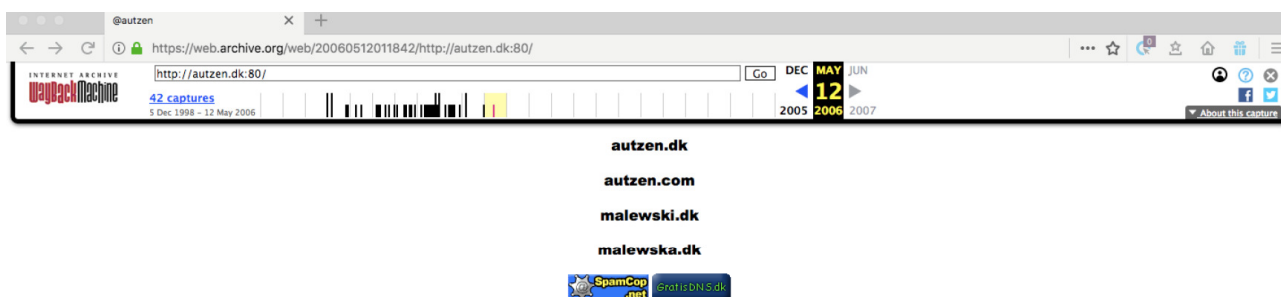 @autzen
https://web.archive.org/web/20060512011842/http://autzen.dk:80/
0
INTERNET ARCHIVE
WayBackMachine
http://autzen.dk:80/
Go
DEC MAY JUN
42 captures
12
5 Dec 1998 – 12 May 2006
2005 2006 2007
About this capture
autzen.dk
autzen.com
malewski.dk
malewska.dk
SpamCop
.net
GratisDNS.dk